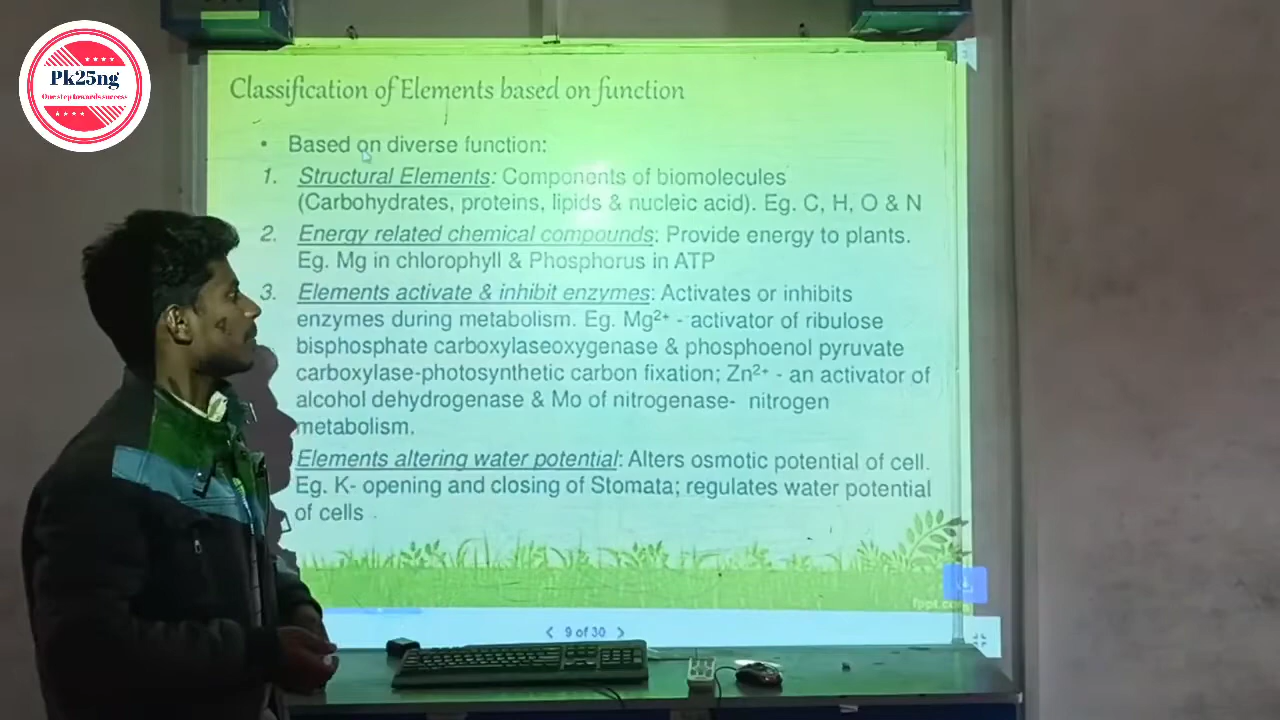 Pk25ng
One step towards success
Classification of Elements based on function
• Based on diverse function:
1. Structural Elements: Components of biomolecules
(Carbohydrates, proteins, lipids & nucleic acid). Eg. C, H, O & N
2. Energy related chemical compounds: Provide energy to plants.
Eg. Mg in chlorophyll & Phosphorus in ATP
3. Elements activate & inhibit enzymes: Activates or inhibits
enzymes during metabolism. Eg. Mg²⁺ - activator of ribulose
bisphosphate carboxylaseoxygenase & phosphoenol pyruvate
carboxylase-photosynthetic carbon fixation; Zn²⁺ - an activator of
alcohol dehydrogenase & Mo of nitrogenase- nitrogen
metabolism.
Elements altering water potential: Alters osmotic potential of cell.
Eg. K- opening and closing of Stomata; regulates water potential
of cells
9 of 30